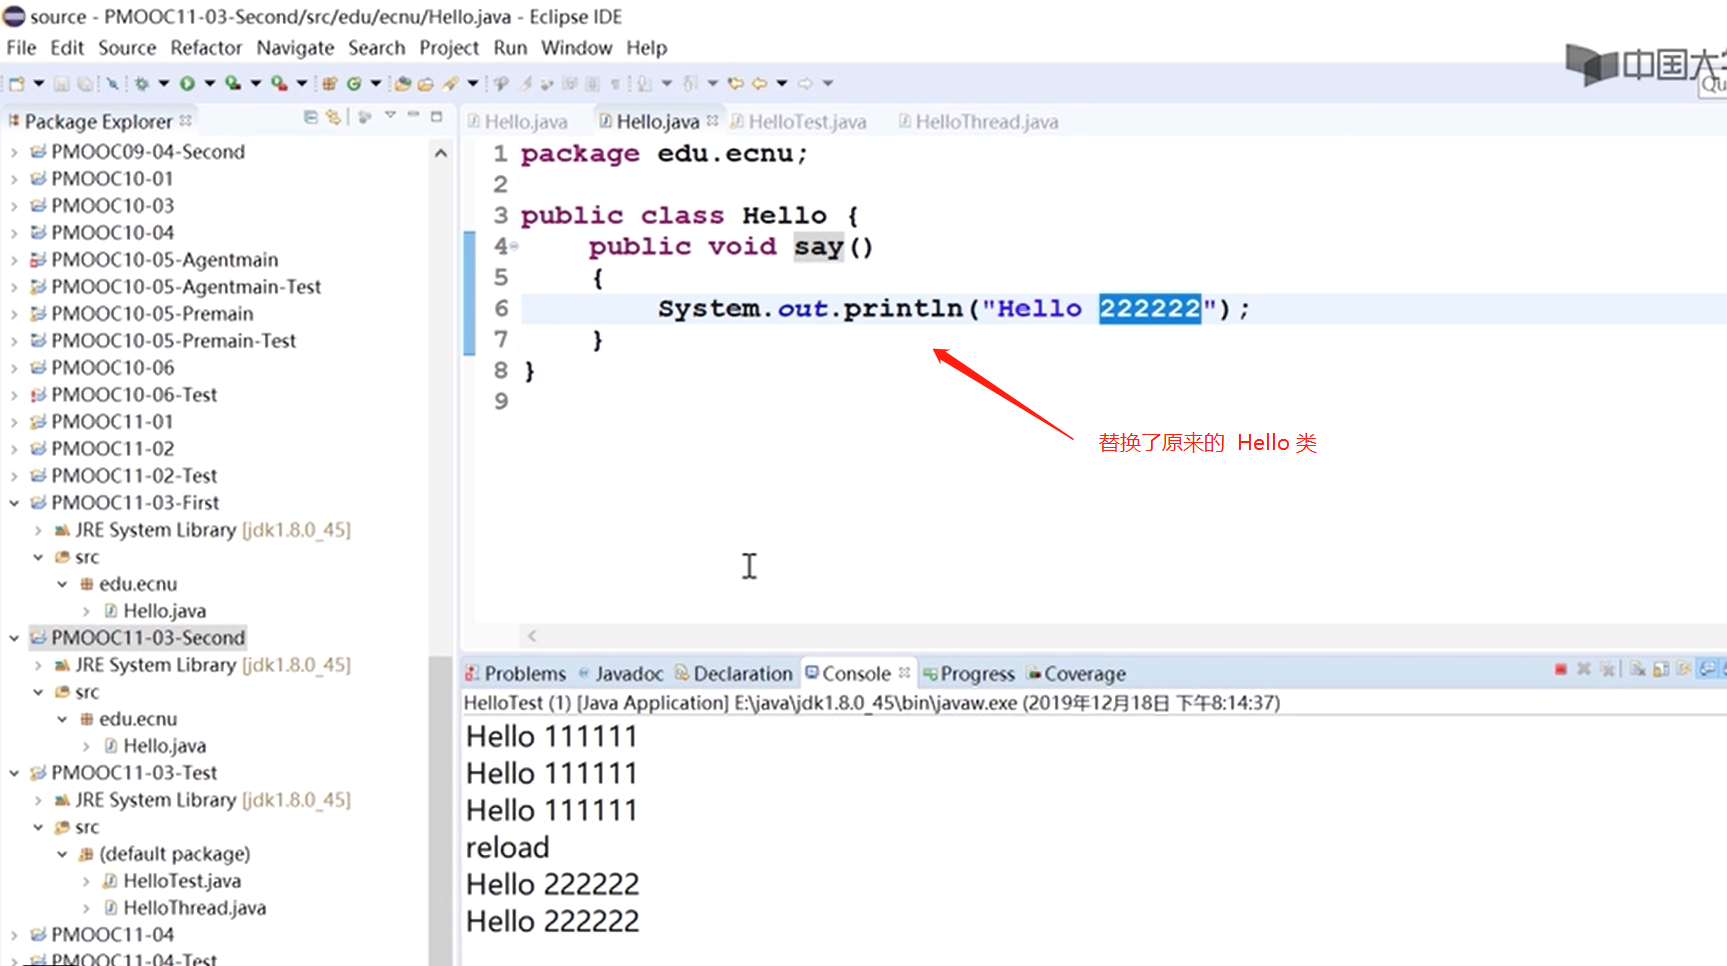 source - PMOOC11-03-Second/src/edu/ecnu/Hello.java - Eclipse IDE
File Edit Source Refactor Navigate Search Project Run Window Help
中国大
Qu
Package Explorer
Hello.java Hello.java HelloTest.java HelloThread.java
PMOOC09-04-Second
PMOOC10-01
PMOOC10-03
PMOOC10-04
PMOOC10-05-Agentmain
PMOOC10-05-Agentmain-Test
PMOOC10-05-Premain
PMOOC10-05-Premain-Test
PMOOC10-06
PMOOC10-06-Test
PMOOC11-01
PMOOC11-02
PMOOC11-02-Test
PMOOC11-03-First
JRE System Library [jdk1.8.0_45]
src
edu.ecnu
Hello.java
PMOOC11-03-Second
JRE System Library [jdk1.8.0_45]
src
edu.ecnu
Hello.java
PMOOC11-03-Test
JRE System Library [jdk1.8.0_45]
src
(default package)
HelloTest.java
HelloThread.java
PMOOC11-04
PMOOC11-04-Test
1 package edu.ecnu;
2
3 public class Hello {
4 public void say()
5 {
6 System.out.println("Hello 222222");
7 }
8 }
9
替换了原来的 Hello 类
Problems Javadoc Declaration Console Progress Coverage
HelloTest (1) [Java Application] E:\java\jdk1.8.0_45\bin\javaw.exe (2019年12月18日 下午8:14:37)
Hello 111111
Hello 111111
Hello 111111
reload
Hello 222222
Hello 222222